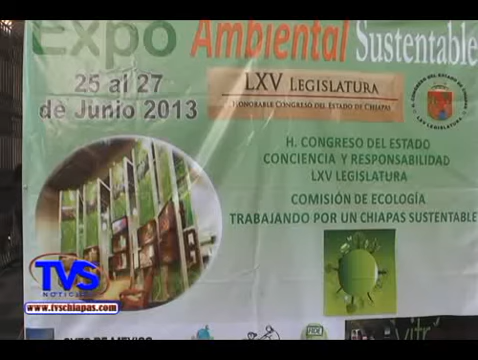 Expo Ambiental Sustentable
25 al 27
de Junio 2013
LXV LEGISLATURA
HONORABLE CONGRESO DEL ESTADO DE CHIAPAS
H. CONGRESO DEL ESTADO
CONCIENCIA Y RESPONSABILIDAD
LXV LEGISLATURA
COMISIÓN DE ECOLOGÍA
TRABAJANDO POR UN CHIAPAS SUSTENTABLE
TVS
NOTICIAS
www.tvschiapas.com